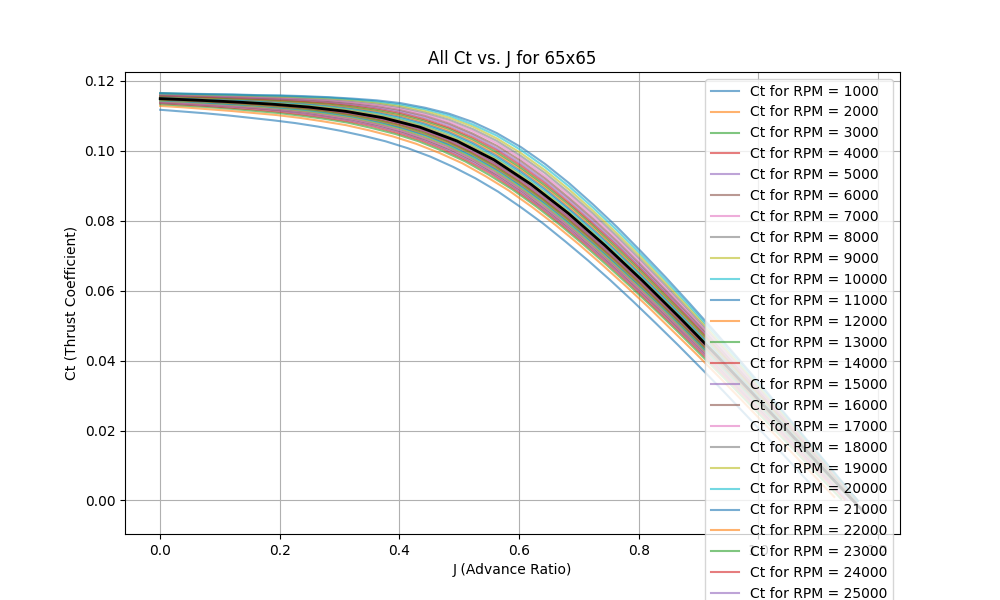 All Ct vs. J for 65x65
0.12
0.10
0.08
0.06
0.04
0.02
0.00
Ct (Thrust Coefficient)
0.0 0.2 0.4 0.6 0.8
J (Advance Ratio)
Ct for RPM = 1000
Ct for RPM = 2000
Ct for RPM = 3000
Ct for RPM = 4000
Ct for RPM = 5000
Ct for RPM = 6000
Ct for RPM = 7000
Ct for RPM = 8000
Ct for RPM = 9000
Ct for RPM = 10000
Ct for RPM = 11000
Ct for RPM = 12000
Ct for RPM = 13000
Ct for RPM = 14000
Ct for RPM = 15000
Ct for RPM = 16000
Ct for RPM = 17000
Ct for RPM = 18000
Ct for RPM = 19000
Ct for RPM = 20000
Ct for RPM = 21000
Ct for RPM = 22000
Ct for RPM = 23000
Ct for RPM = 24000
Ct for RPM = 25000